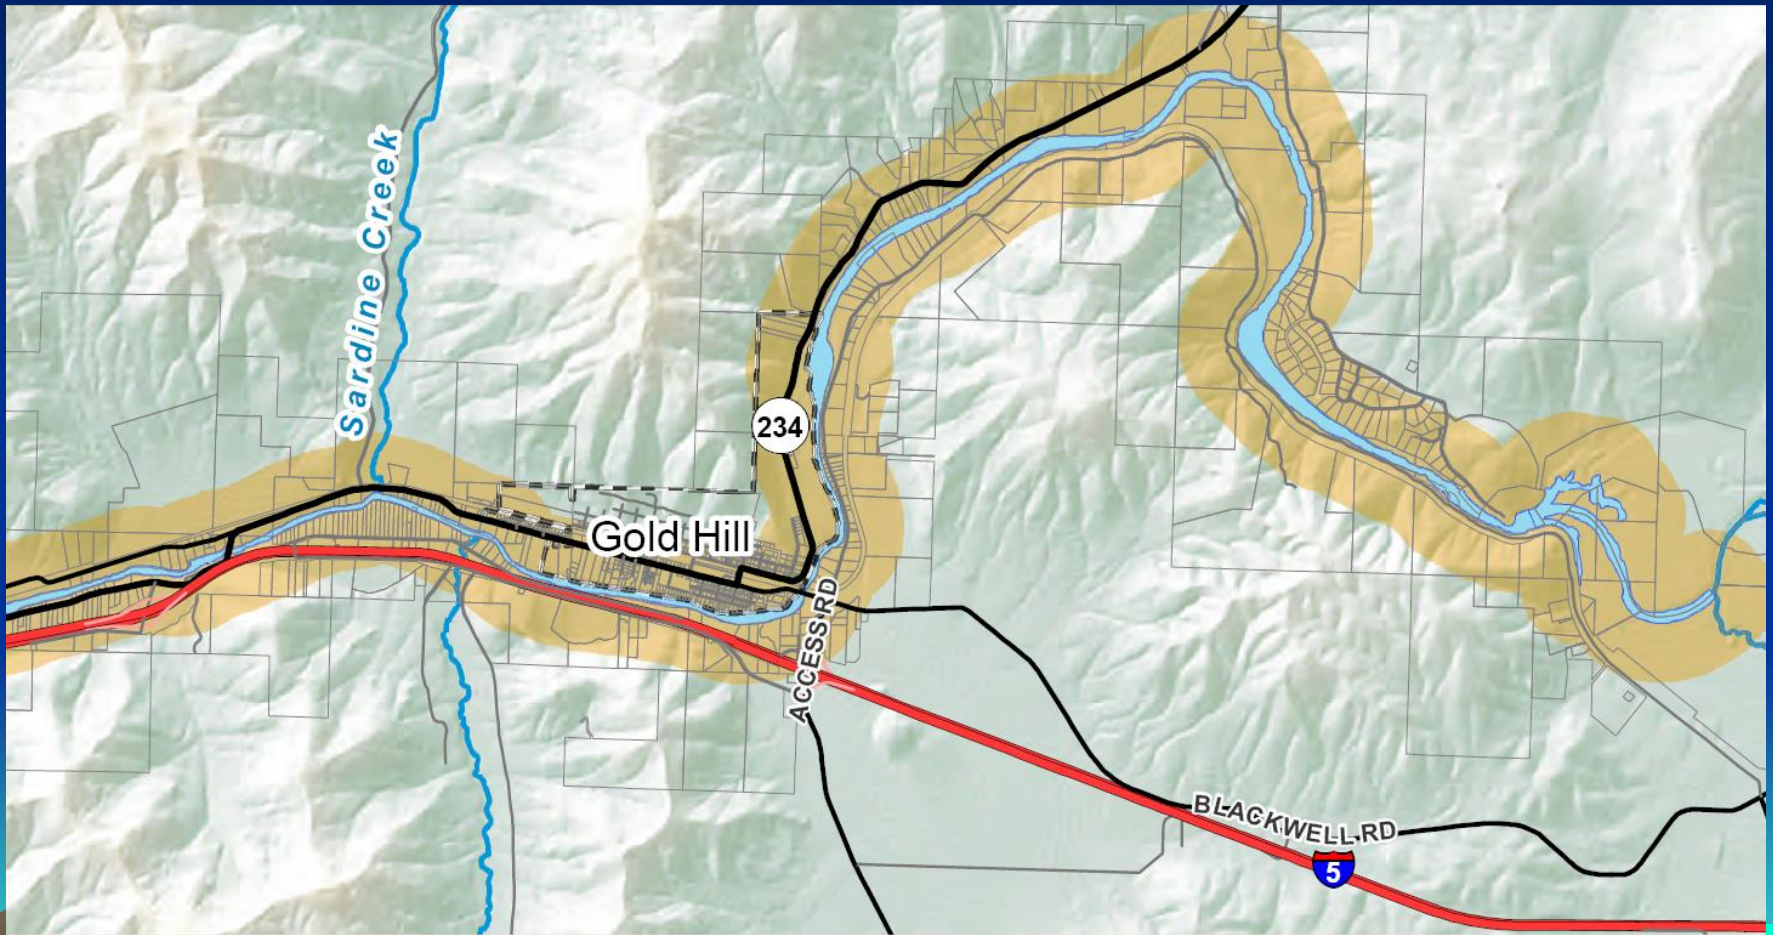 Sardine Creek
234
Gold Hill
ACCESS RD
BLACKWELL RD
5